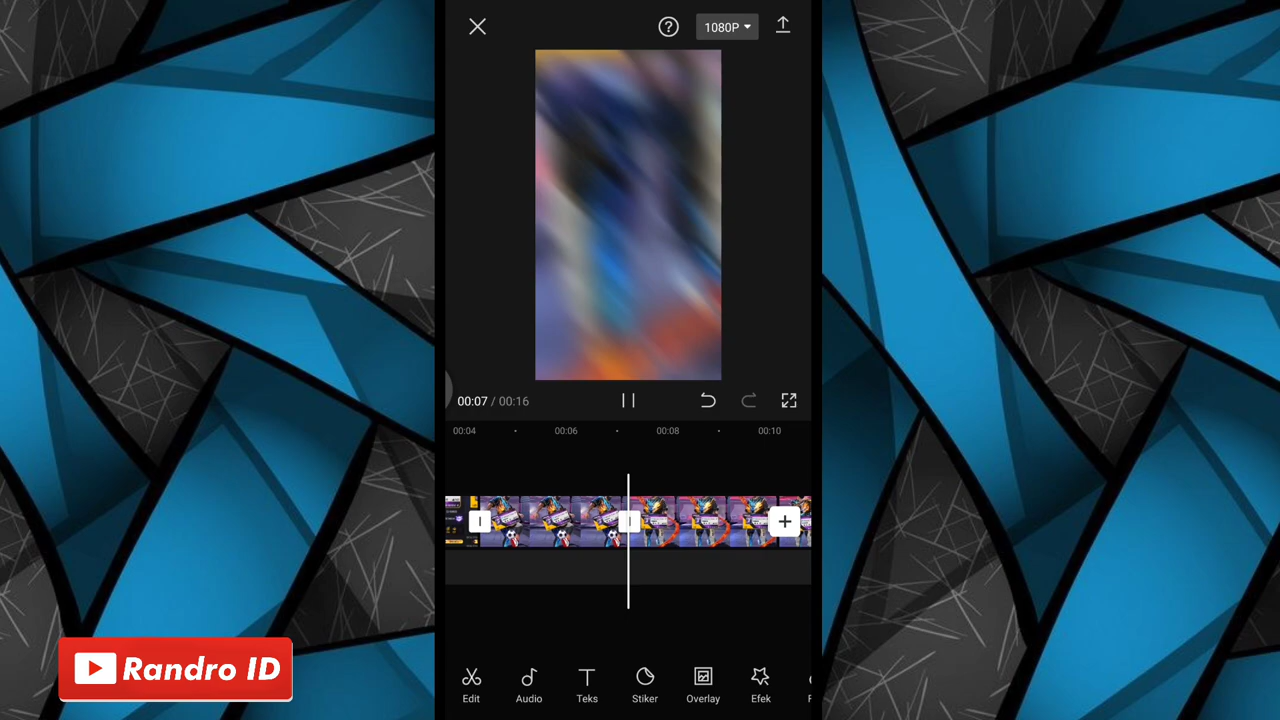 1080P
00:07 / 00:16
00:04
00:06
00:08
00:10
Edit
Audio
Teks
Stiker
Overlay
Efek
Randro ID